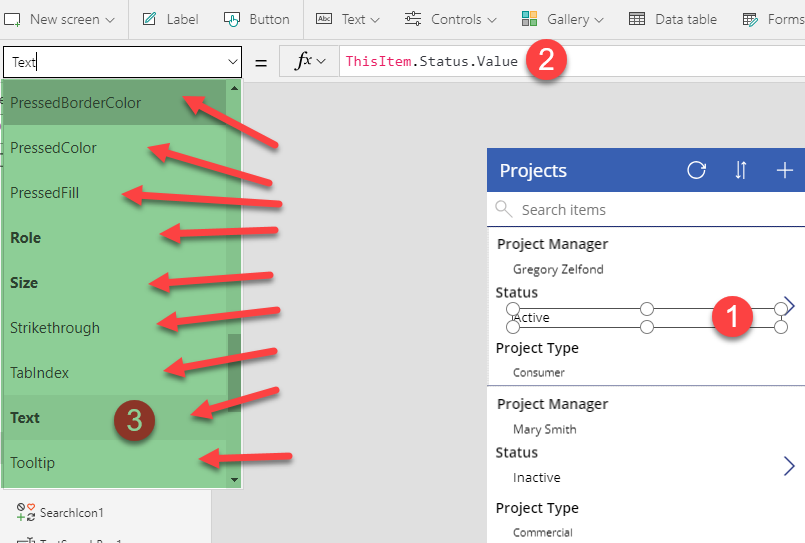 New screen
Label
Button
Abc
Text
Controls
Gallery
Data table
Forms
Text
=
fx
ThisItem.Status.Value
2
PressedBorderColor
PressedColor
PressedFill
Role
Size
Strikethrough
TabIndex
Text
3
Tooltip
SearchIcon1
Projects
Search items
Project Manager
Gregory Zelfond
Status
Active
1
Project Type
Consumer
Project Manager
Mary Smith
Status
Inactive
Project Type
Commercial